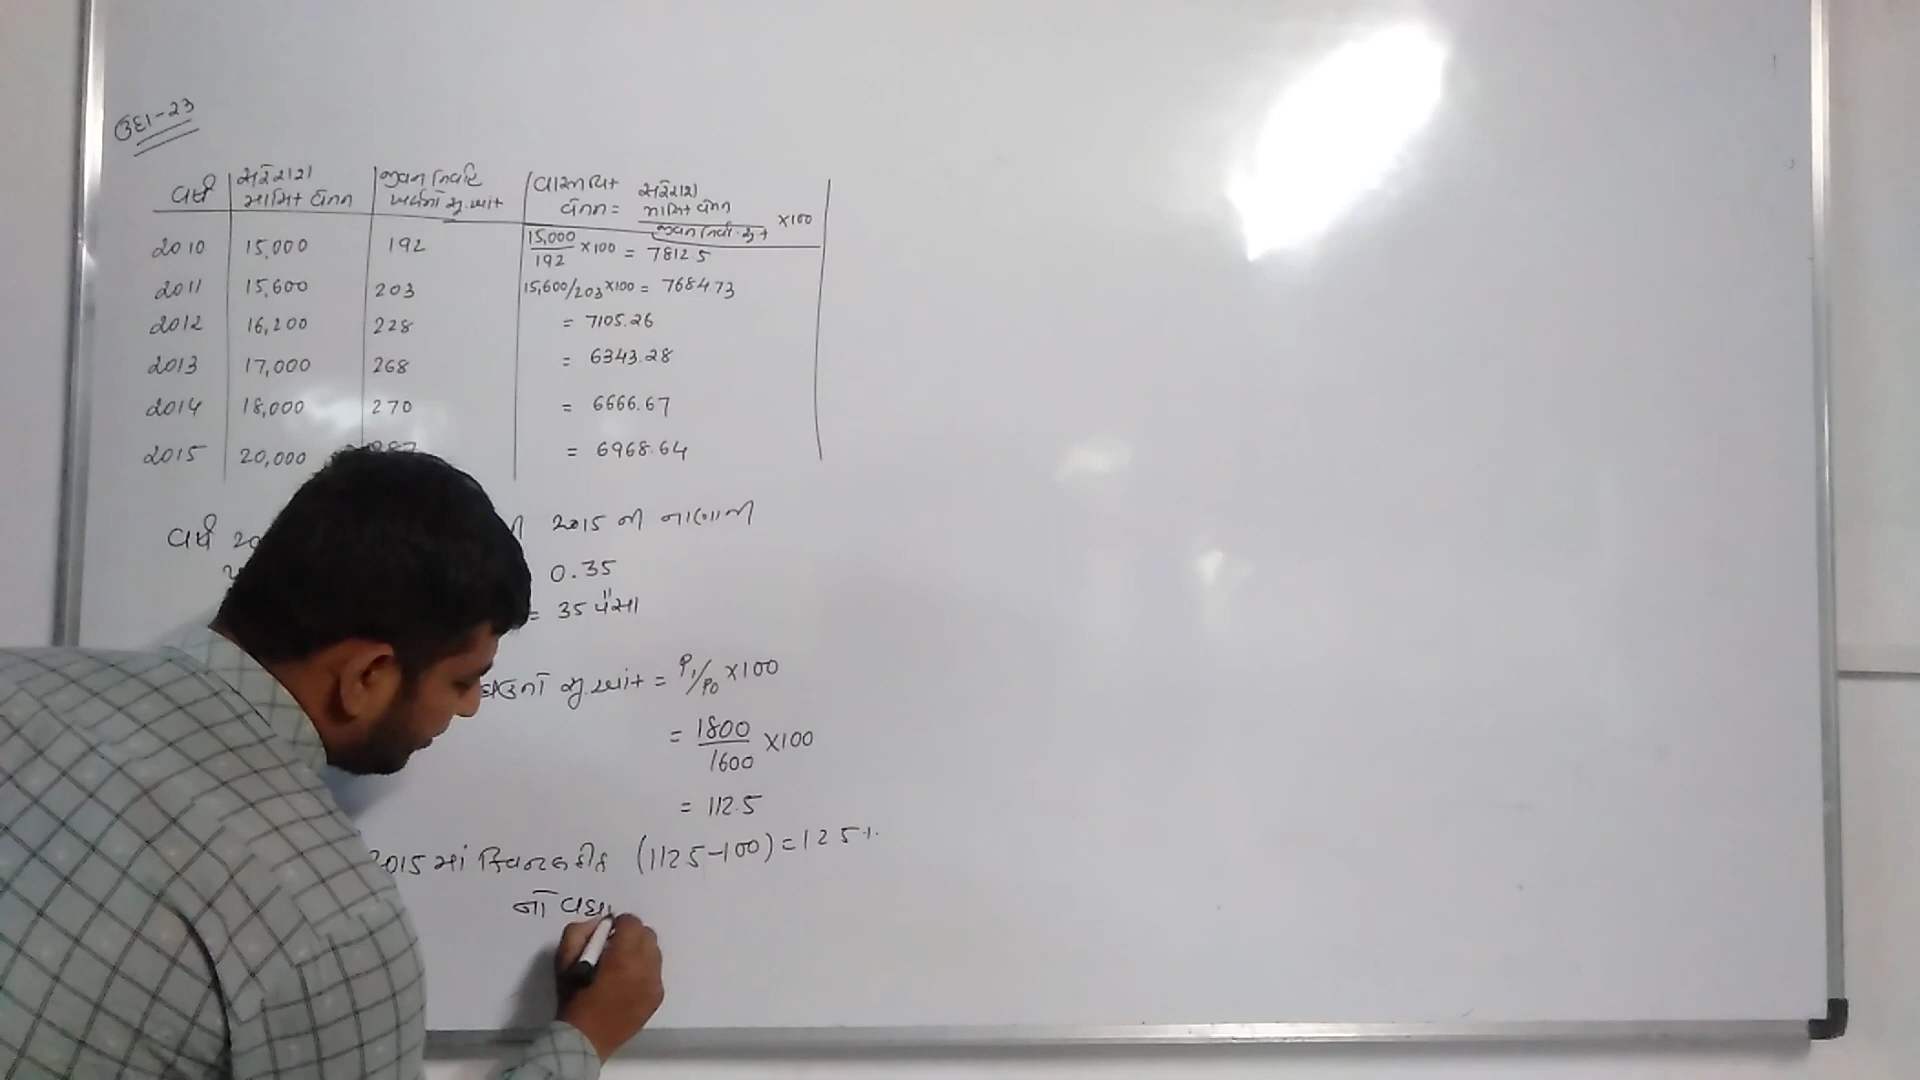 ઉદા-23
વર્ષ | સરેરાશ માસિક વેતન | જીવન નિર્વાહ ખર્ચનો સૂ.આંક | વાસ્તવિક વેતન = સરેરાશ માસિક વેતન / જીવન નિર્વા. સૂ.આં ×100
2010 | 15,000 | 192 | 15,000/192 ×100 = 7812.5
2011 | 15,600 | 203 | 15,600/203 ×100 = 7684.73
2012 | 16,200 | 228 | = 7105.26
2013 | 17,000 | 268 | = 6343.28
2014 | 18,000 | 270 | = 6666.67
2015 | 20,000 | 287 | = 6968.64
વર્ષ 20 2015 ની નાણાની
0.35
= 35 પૈસા
સૂ.આંક = P₁/P₀ ×100
= 1800/1600 ×100
= 112.5
2015 માં (112.5-100) = 12.5%
નો વધા